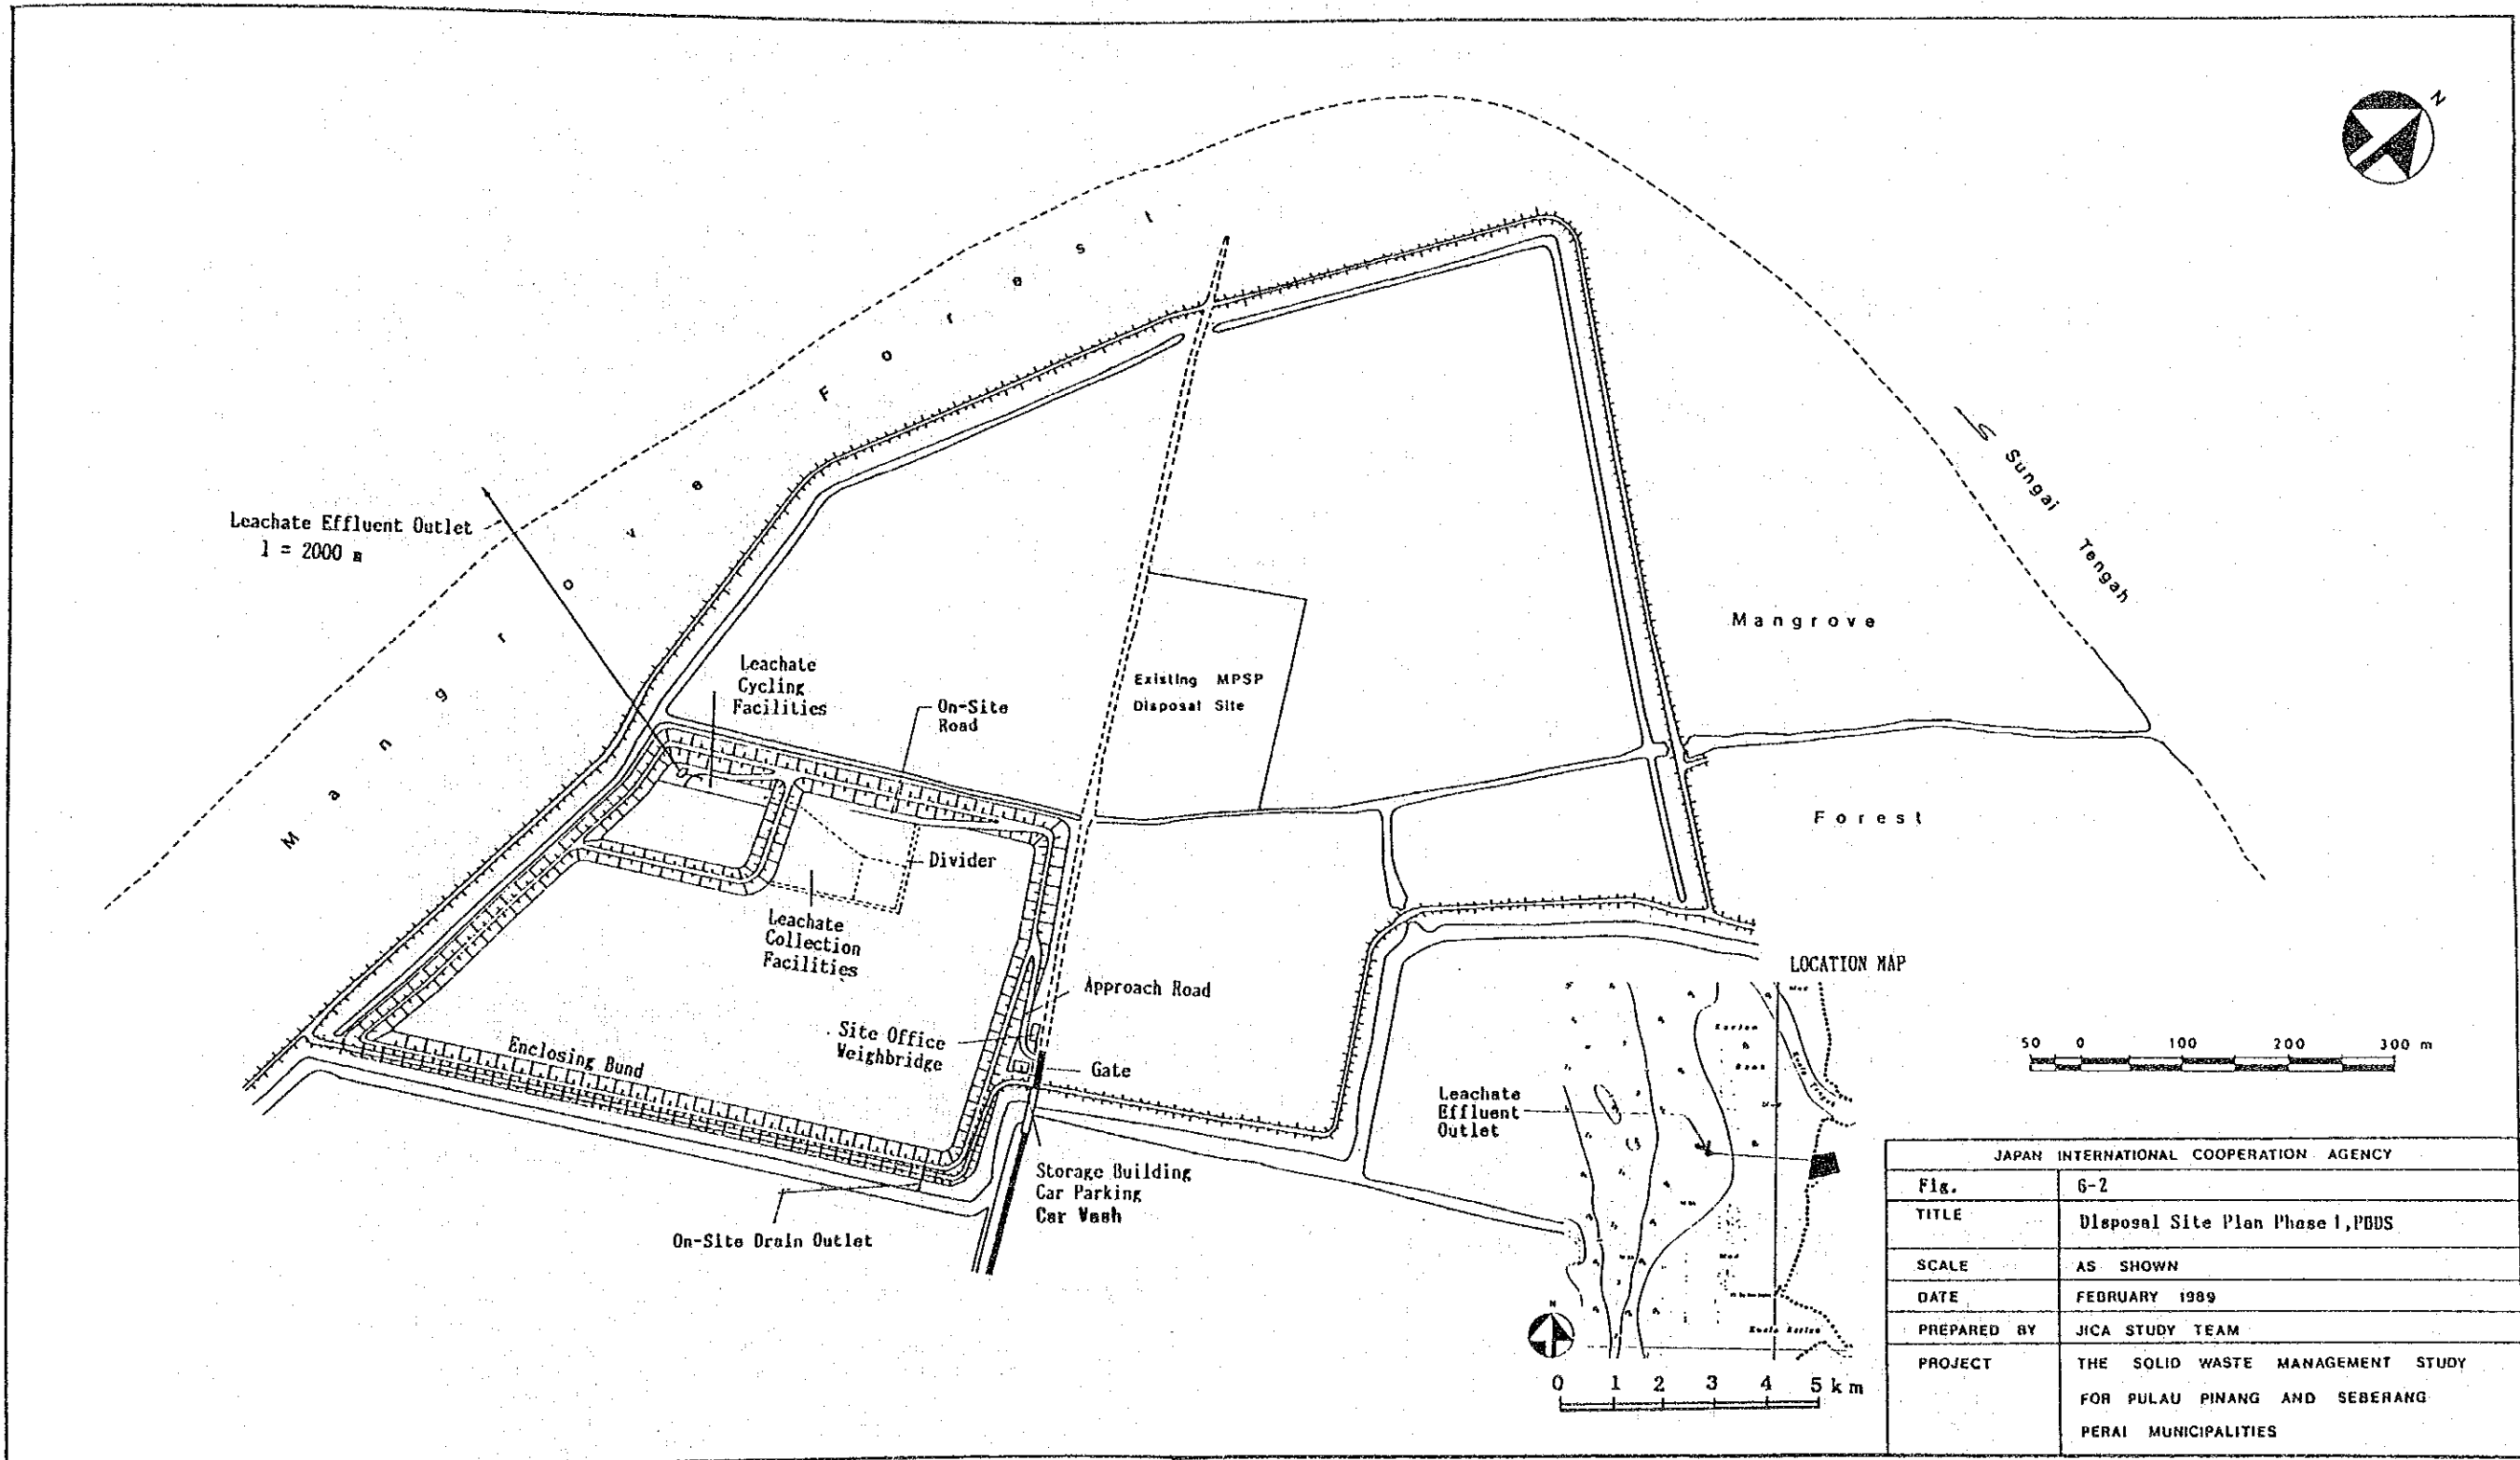 N
Mangrove Forest
Sungai Tengah
Leachate Effluent Outlet
l = 2000 m
Leachate
Cycling
Facilities
On-Site
Road
Existing MPSP
Disposal Site
Mangrove
Forest
Divider
Leachate
Collection
Facilities
Approach Road
Site Office
Weighbridge
Gate
Enclosing Bund
Storage Building
Car Parking
Car Wash
On-Site Drain Outlet
LOCATION MAP
Leachate
Effluent
Outlet
Mud
N
0 1 2 3 4 5 km
50 0 100 200 300 m
JAPAN INTERNATIONAL COOPERATION AGENCY
Fig. 6-2
TITLE Disposal Site Plan Phase 1, PBDS
SCALE AS SHOWN
DATE FEBRUARY 1989
PREPARED BY JICA STUDY TEAM
PROJECT THE SOLID WASTE MANAGEMENT STUDY
FOR PULAU PINANG AND SEBERANG
PERAI MUNICIPALITIES